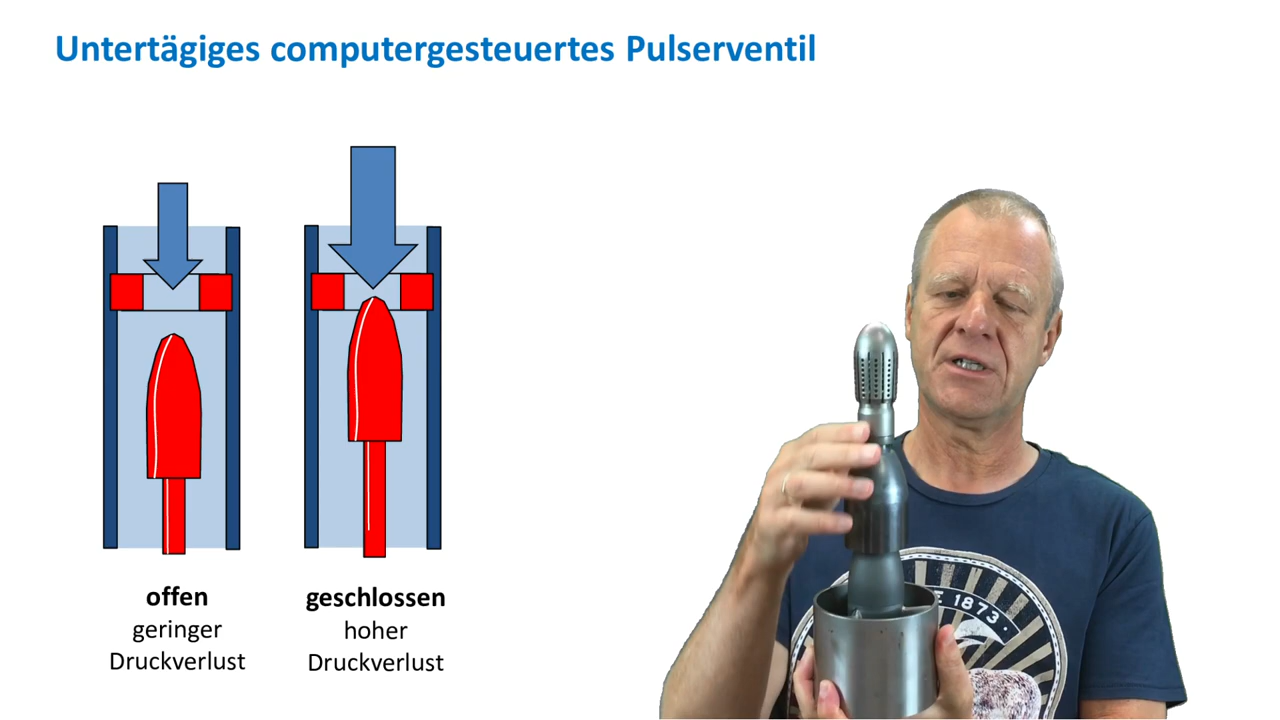 Untertägiges computergesteuertes Pulserventil
offen
geringer
Druckverlust
geschlossen
hoher
Druckverlust
1873